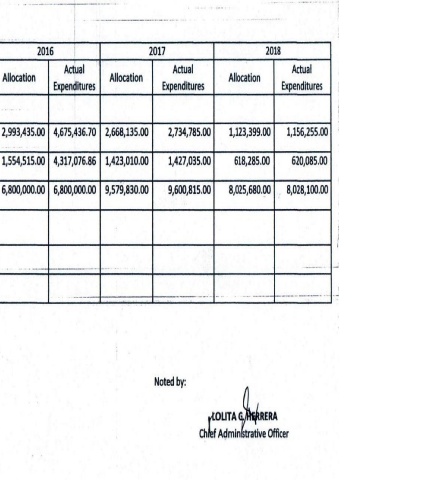 2016 2017 2018
Allocation Actual Expenditures Allocation Actual Expenditures Allocation Actual Expenditures
2,993,435.00 4,675,436.70 2,668,135.00 2,734,785.00 1,123,399.00 1,156,255.00
1,554,515.00 4,317,076.86 1,423,010.00 1,427,035.00 618,285.00 620,085.00
6,800,000.00 6,800,000.00 9,579,830.00 9,600,815.00 8,025,680.00 8,028,100.00
Noted by:
LOLITA G. HERRERA
Chief Administrative Officer